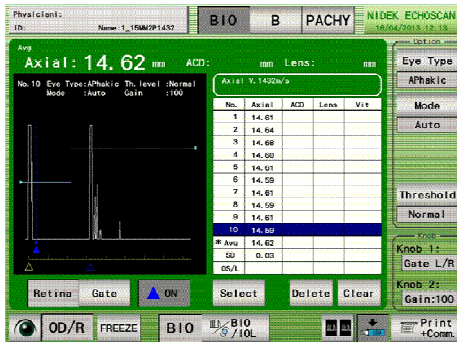 Physician:
ID: Name:1_15MM2P1437
BIO B PACHY NIDEK ECHOSCAN
16/04/2013 12:13
Avg
Axial: 14.62 mm ACD: mm Lens: mm
No.10 Eye Type:APhakic Th. level :Normal
Mode :Auto Gain :100
Axial V.1432m/s
No. Axial ACD Lens Vit
1 14.61
2 14.64
3 14.68
4 14.60
5 14.61
6 14.59
7 14.61
8 14.59
9 14.61
10 14.59
* Avg 14.62
SD 0.03
OS/L
Option
Eye Type
APhakic
Mode
Auto
Threshold
Normal
Knob
Knob 1:
Gate L/R
Knob 2:
Gain:100
Retina Gate ON Select Delete Clear
OD/R FREEZE BIO BIO/IOL Print
+Comm.